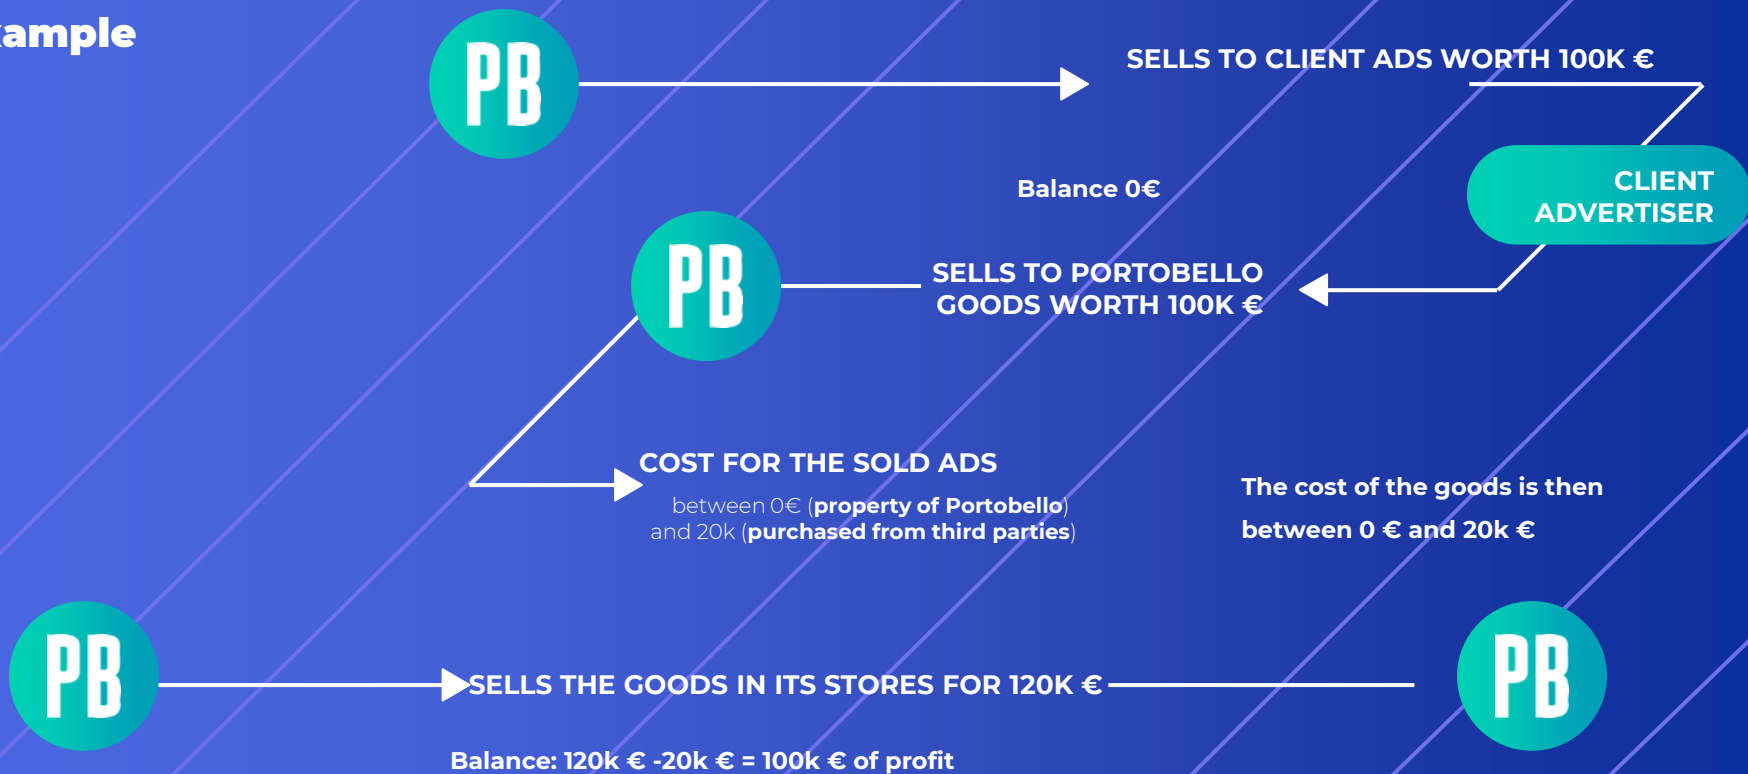 ample
PB
SELLS TO CLIENT ADS WORTH 100K €
CLIENT
ADVERTISER
Balance 0€
PB
SELLS TO PORTOBELLO
GOODS WORTH 100K €
COST FOR THE SOLD ADS
between 0€ (property of Portobello)
and 20k (purchased from third parties)
The cost of the goods is then
between 0 € and 20k €
PB
SELLS THE GOODS IN ITS STORES FOR 120K €
PB
Balance: 120k € -20k € = 100k € of profit